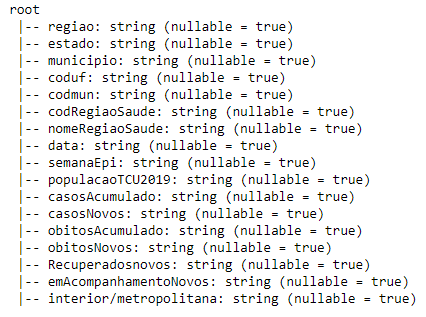 root
 |-- regiao: string (nullable = true)
 |-- estado: string (nullable = true)
 |-- municipio: string (nullable = true)
 |-- coduf: string (nullable = true)
 |-- codmun: string (nullable = true)
 |-- codRegiaoSaude: string (nullable = true)
 |-- nomeRegiaoSaude: string (nullable = true)
 |-- data: string (nullable = true)
 |-- semanaEpi: string (nullable = true)
 |-- populacaoTCU2019: string (nullable = true)
 |-- casosAcumulado: string (nullable = true)
 |-- casosNovos: string (nullable = true)
 |-- obitosAcumulado: string (nullable = true)
 |-- obitosNovos: string (nullable = true)
 |-- Recuperadosnovos: string (nullable = true)
 |-- emAcompanhamentoNovos: string (nullable = true)
 |-- interior/metropolitana: string (nullable = true)